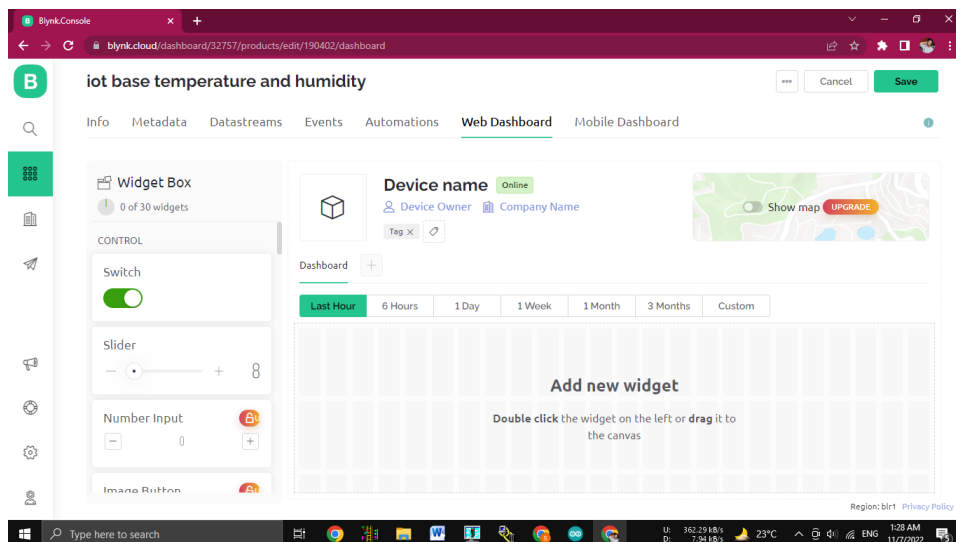 Blynk.Console
blynk.cloud/dashboard/32757/products/edit/190402/dashboard
B
iot base temperature and humidity
Cancel
Save
Info Metadata Datastreams Events Automations Web Dashboard Mobile Dashboard
Widget Box
0 of 30 widgets
CONTROL
Switch
Slider
8
Number Input
0
Image Button
Device name Online
Device Owner Company Name
Tag
Show map UPGRADE
Dashboard
Last Hour 6 Hours 1 Day 1 Week 1 Month 3 Months Custom
Add new widget
Double click the widget on the left or drag it to
the canvas
Region: blr1 Privacy Policy
Type here to search
U: 362.29 kB/s
D: 7.94 kB/s
23°C
ENG
1:28 AM
11/7/2022